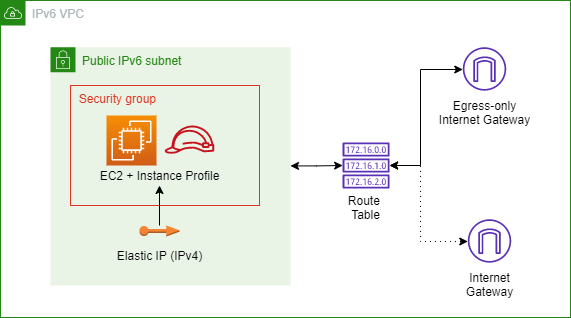 IPv6 VPC
Public IPv6 subnet
Security group
EC2 + Instance Profile
Elastic IP (IPv4)
172.16.0.0
172.16.1.0
172.16.2.0
Route
Table
Egress-only
Internet Gateway
Internet
Gateway